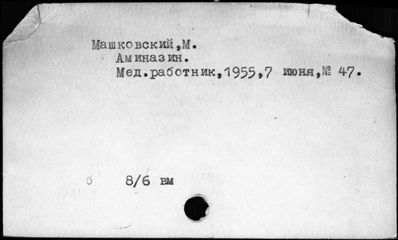 Машковский,М.
Аминазин.
Мед.работник,1955,7 июня,№ 47.
б 8/6 вм